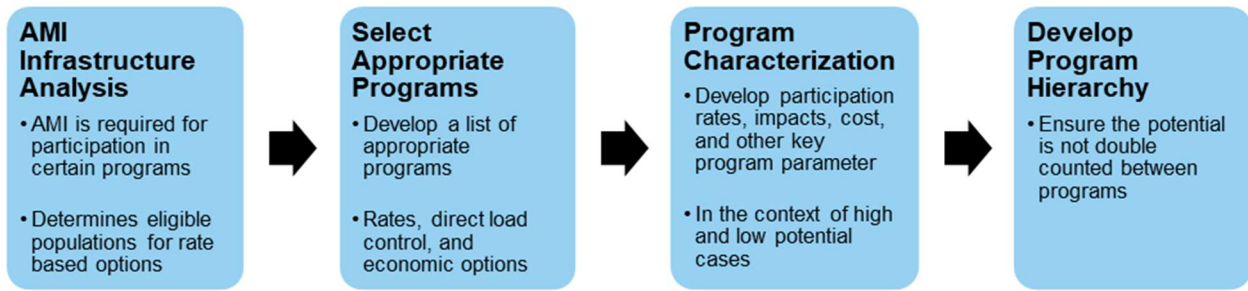 AMI
Infrastructure
Analysis
• AMI is required for
participation in
certain programs
• Determines eligible
populations for rate
based options
Select
Appropriate
Programs
• Develop a list of
appropriate
programs
• Rates, direct load
control, and
economic options
Program
Characterization
• Develop participation
rates, impacts, cost,
and other key
program parameter
• In the context of high
and low potential
cases
Develop
Program
Hierarchy
• Ensure the potential
is not double
counted between
programs